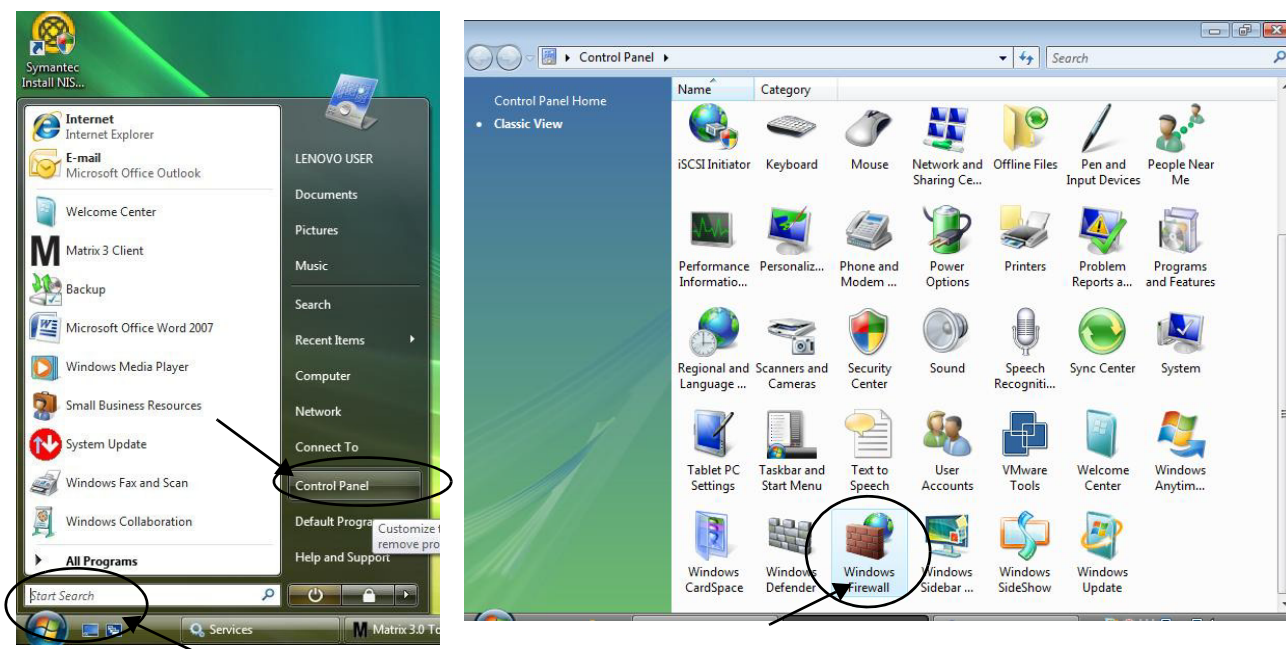 Symantec
Install NIS...
Internet
Internet Explorer
E-mail
Microsoft Office Outlook
Welcome Center
Matrix 3 Client
Backup
Microsoft Office Word 2007
Windows Media Player
Small Business Resources
System Update
Windows Fax and Scan
Windows Collaboration
All Programs
Start Search
LENOVO USER
Documents
Pictures
Music
Search
Recent Items
Computer
Network
Connect To
Control Panel
Default Progra
Customize t
remove pro
Help and Support
Services
M Matrix 3.0 To
Control Panel
Search
Control Panel Home
Classic View
Name Category
iSCSI Initiator Keyboard Mouse Network and Offline Files Pen and People Near
Sharing Ce... Input Devices Me
Performance Personaliz... Phone and Power Printers Problem Programs
Informatio... Modem ... Options Reports a... and Features
Regional and Scanners and Security Sound Speech Sync Center System
Language ... Cameras Center Recogniti...
Tablet PC Taskbar and Text to User VMware Welcome Windows
Settings Start Menu Speech Accounts Tools Center Anytim...
Windows Windows Windows Windows Windows Windows
CardSpace Defender Firewall Sidebar ... SideShow Update